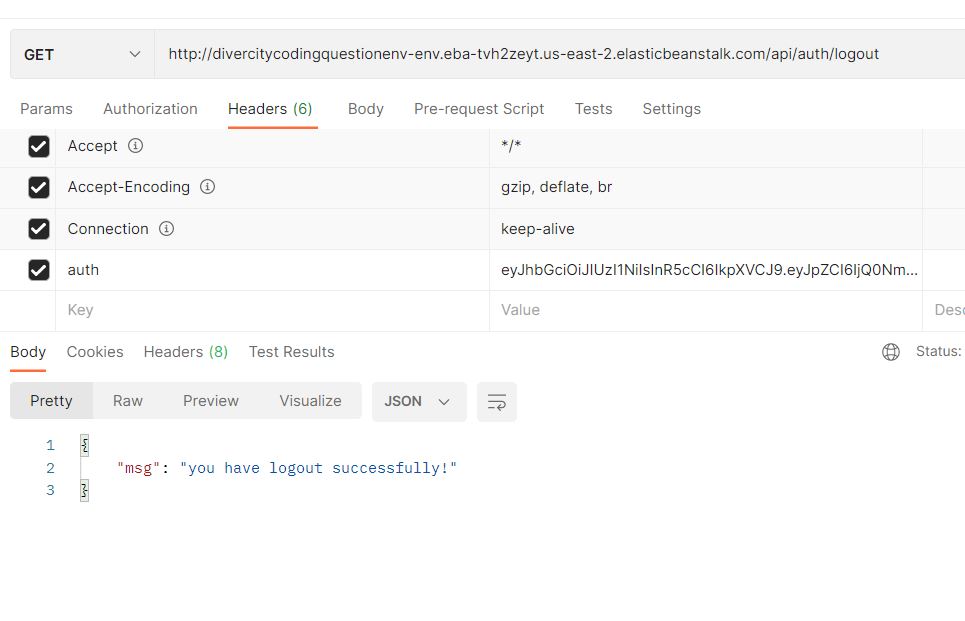 GET http://divercitycodingquestionenv-env.eba-tvh2zeyt.us-east-2.elasticbeanstalk.com/api/auth/logout
Params Authorization Headers (6) Body Pre-request Script Tests Settings
Accept */*
Accept-Encoding gzip, deflate, br
Connection keep-alive
auth eyJhbGciOiJIUzI1NiIsInR5cCI6IkpXVCJ9.eyJpZCI6IjQ0Nm...
Key Value Desc
Body Cookies Headers (8) Test Results Status:
Pretty Raw Preview Visualize JSON
1 {
2 "msg": "you have logout successfully!"
3 }